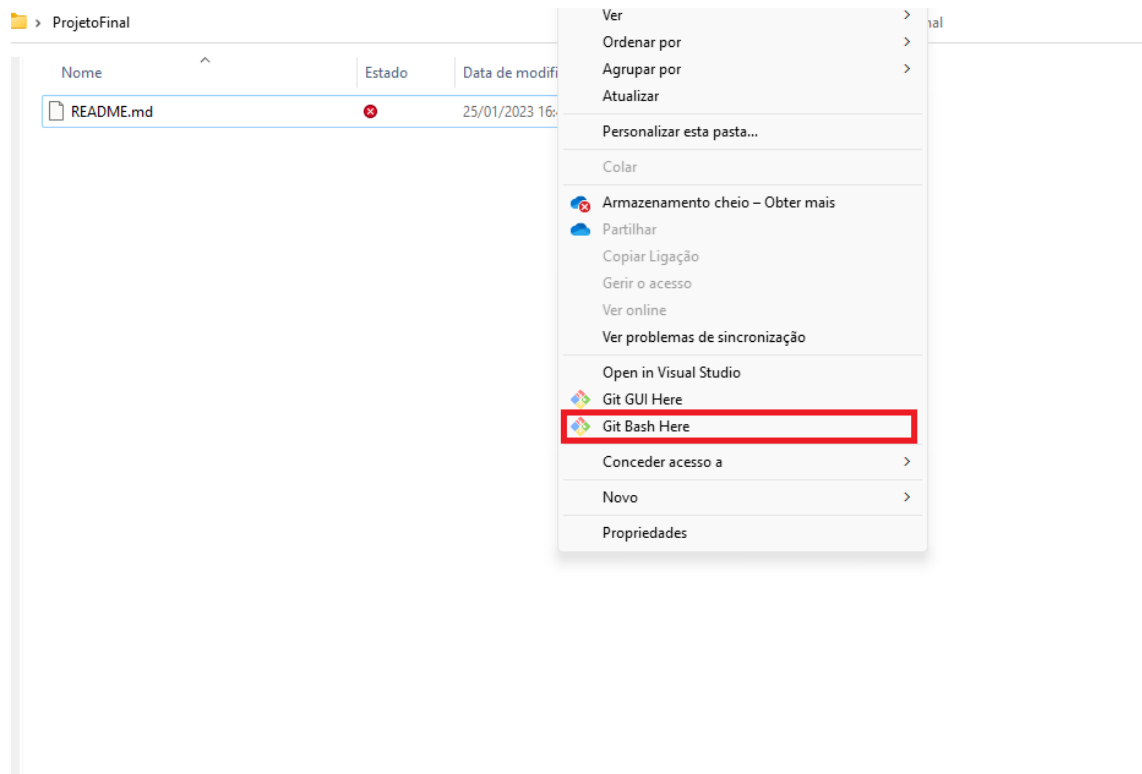 ProjetoFinal
nal
Nome
Estado
Data de modifi
README.md
25/01/2023 16:
Ver
Ordenar por
Agrupar por
Atualizar
Personalizar esta pasta...
Colar
Armazenamento cheio – Obter mais
Partilhar
Copiar Ligação
Gerir o acesso
Ver online
Ver problemas de sincronização
Open in Visual Studio
Git GUI Here
Git Bash Here
Conceder acesso a
Novo
Propriedades